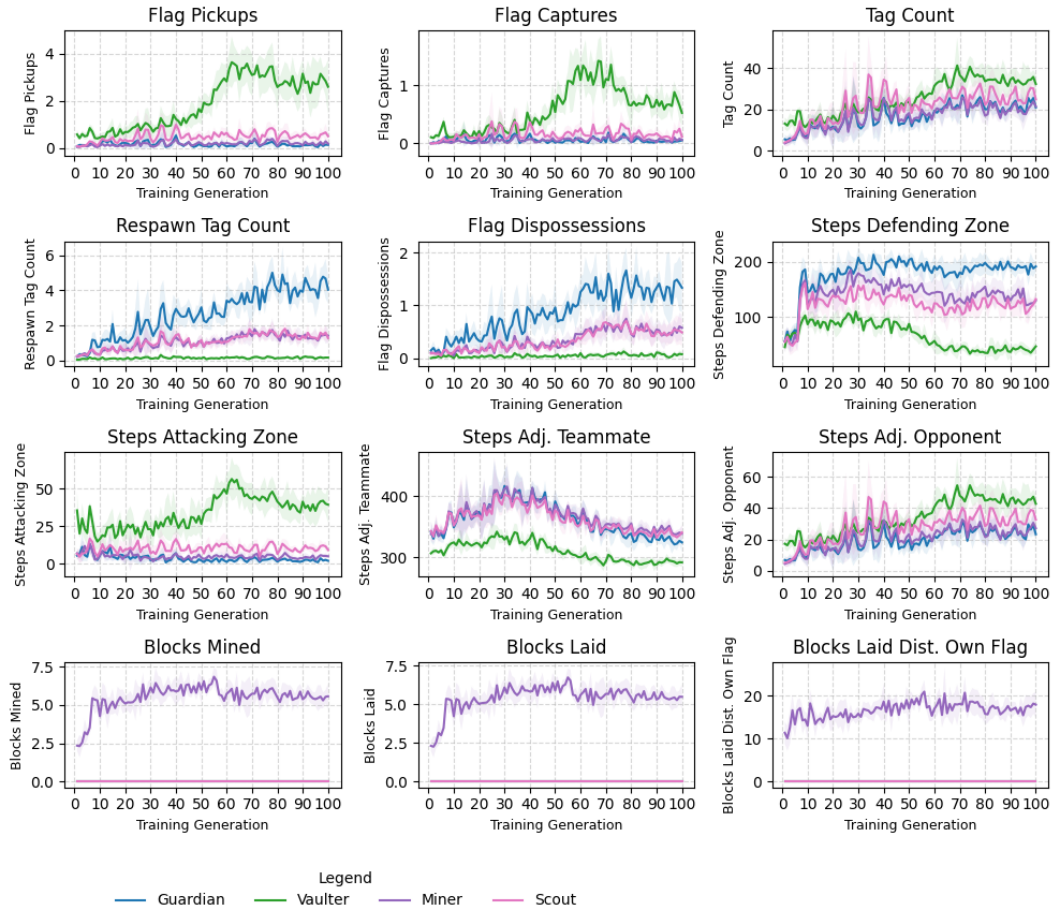 Flag Pickups
Flag Captures
Tag Count
Flag Pickups
4
2
0
Flag Captures
1
0
Tag Count
40
20
0
0 10 20 30 40 50 60 70 80 90 100
0 10 20 30 40 50 60 70 80 90 100
0 10 20 30 40 50 60 70 80 90 100
Training Generation
Training Generation
Training Generation
Respawn Tag Count
Flag Dispossessions
Steps Defending Zone
Respawn Tag Count
6
4
2
0
Flag Dispossessions
2
1
0
Steps Defending Zone
200
100
0 10 20 30 40 50 60 70 80 90 100
0 10 20 30 40 50 60 70 80 90 100
0 10 20 30 40 50 60 70 80 90 100
Training Generation
Training Generation
Training Generation
Steps Attacking Zone
Steps Adj. Teammate
Steps Adj. Opponent
Steps Attacking Zone
50
25
0
Steps Adj. Teammate
400
300
Steps Adj. Opponent
60
40
20
0
0 10 20 30 40 50 60 70 80 90 100
0 10 20 30 40 50 60 70 80 90 100
0 10 20 30 40 50 60 70 80 90 100
Training Generation
Training Generation
Training Generation
Blocks Mined
Blocks Laid
Blocks Laid Dist. Own Flag
Blocks Mined
7.5
5.0
2.5
0.0
Blocks Laid
7.5
5.0
2.5
0.0
Blocks Laid Dist. Own Flag
20
10
0
0 10 20 30 40 50 60 70 80 90 100
0 10 20 30 40 50 60 70 80 90 100
0 10 20 30 40 50 60 70 80 90 100
Training Generation
Training Generation
Training Generation
Legend
Guardian Vaulter Miner Scout